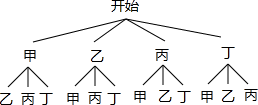 开始
甲 乙 丙 丁
乙 丙 丁 甲 丙 丁 甲 乙 丁 甲 乙 丙